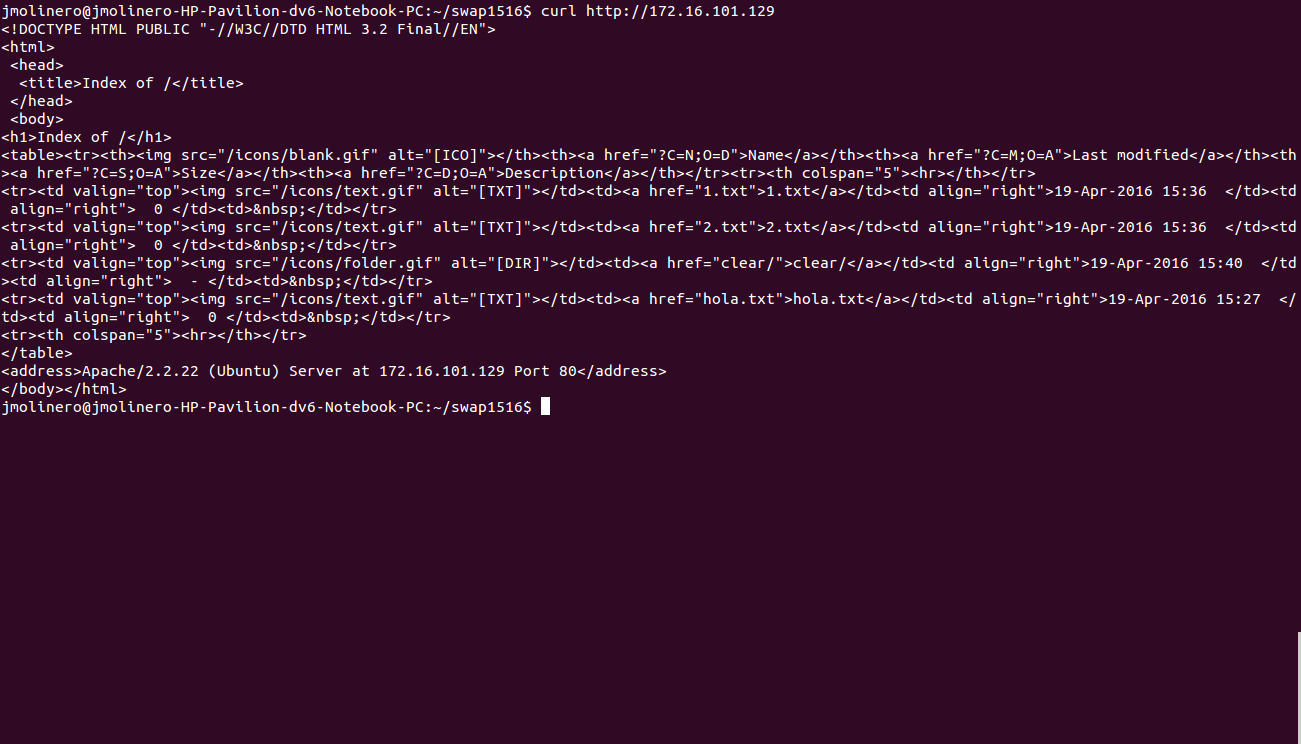 jmolinero@jmolinero-HP-Pavilion-dv6-Notebook-PC:~/swap1516$ curl http://172.16.101.129
<!DOCTYPE HTML PUBLIC "-//W3C//DTD HTML 3.2 Final//EN">
<html>
 <head>
  <title>Index of /</title>
 </head>
 <body>
<h1>Index of /</h1>
<table><tr><th><img src="/icons/blank.gif" alt="[ICO]"></th><th><a href="?C=N;O=D">Name</a></th><th><a href="?C=M;O=A">Last modified</a></th><th
><a href="?C=S;O=A">Size</a></th><th><a href="?C=D;O=A">Description</a></th></tr><tr><th colspan="5"><hr></th></tr>
<tr><td valign="top"><img src="/icons/text.gif" alt="[TXT]"></td><td><a href="1.txt">1.txt</a></td><td align="right">19-Apr-2016 15:36  </td><td
 align="right">  0 </td><td>&nbsp;</td></tr>
<tr><td valign="top"><img src="/icons/text.gif" alt="[TXT]"></td><td><a href="2.txt">2.txt</a></td><td align="right">19-Apr-2016 15:36  </td><td
 align="right">  0 </td><td>&nbsp;</td></tr>
<tr><td valign="top"><img src="/icons/folder.gif" alt="[DIR]"></td><td><a href="clear/">clear/</a></td><td align="right">19-Apr-2016 15:40  </td
><td align="right">  - </td><td>&nbsp;</td></tr>
<tr><td valign="top"><img src="/icons/text.gif" alt="[TXT]"></td><td><a href="hola.txt">hola.txt</a></td><td align="right">19-Apr-2016 15:27  </
td><td align="right">  0 </td><td>&nbsp;</td></tr>
<tr><th colspan="5"><hr></th></tr>
</table>
<address>Apache/2.2.22 (Ubuntu) Server at 172.16.101.129 Port 80</address>
</body></html>
jmolinero@jmolinero-HP-Pavilion-dv6-Notebook-PC:~/swap1516$